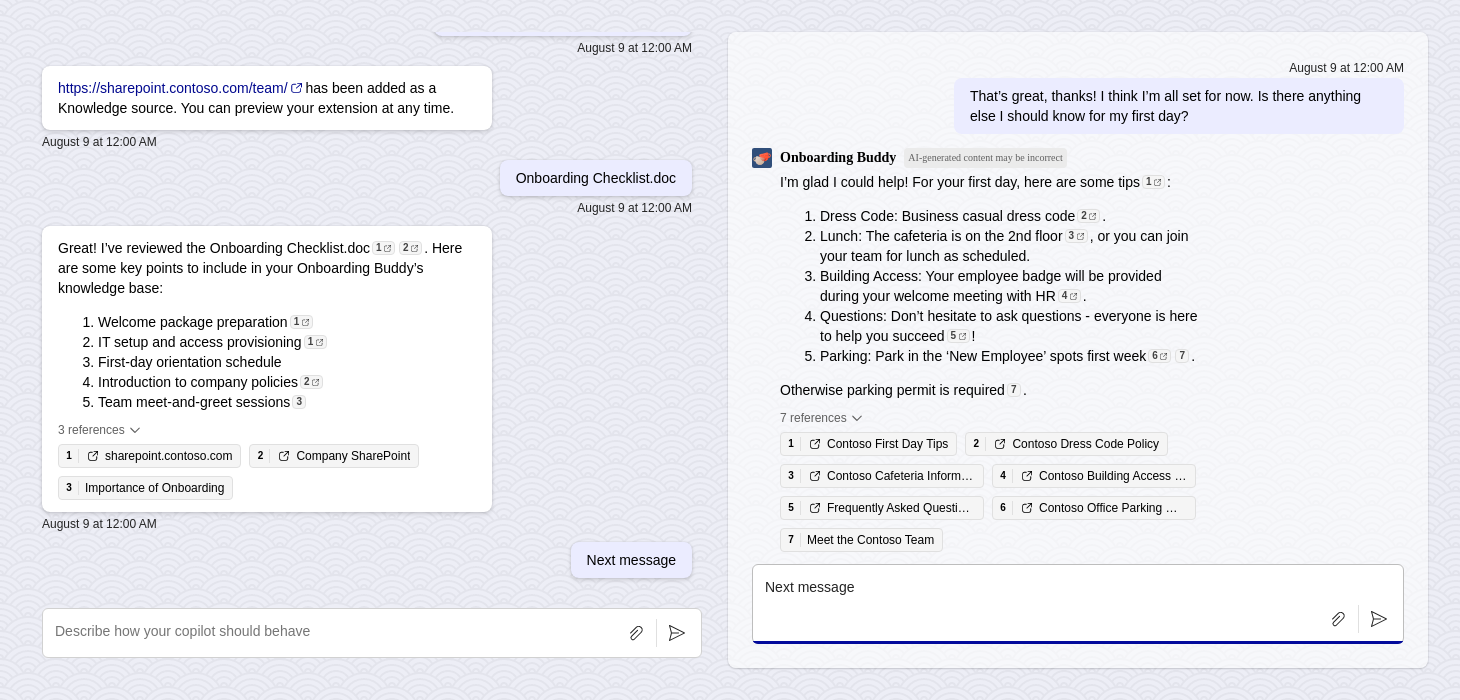 August 9 at 12:00 AM
https://sharepoint.contoso.com/team/ has been added as a
Knowledge source. You can preview your extension at any time.
August 9 at 12:00 AM
Onboarding Checklist.doc
August 9 at 12:00 AM
Great! I’ve reviewed the Onboarding Checklist.doc 1 2 . Here
are some key points to include in your Onboarding Buddy’s
knowledge base:
1. Welcome package preparation 1
2. IT setup and access provisioning 1
3. First-day orientation schedule
4. Introduction to company policies 2
5. Team meet-and-greet sessions 3
3 references
1 sharepoint.contoso.com 2 Company SharePoint
3 Importance of Onboarding
August 9 at 12:00 AM
Next message
Describe how your copilot should behave
August 9 at 12:00 AM
That’s great, thanks! I think I’m all set for now. Is there anything
else I should know for my first day?
Onboarding Buddy AI-generated content may be incorrect
I’m glad I could help! For your first day, here are some tips 1 :
1. Dress Code: Business casual dress code 2 .
2. Lunch: The cafeteria is on the 2nd floor 3 , or you can join
your team for lunch as scheduled.
3. Building Access: Your employee badge will be provided
during your welcome meeting with HR 4 .
4. Questions: Don’t hesitate to ask questions - everyone is here
to help you succeed 5 !
5. Parking: Park in the ‘New Employee’ spots first week 6 7 .
Otherwise parking permit is required 7 .
7 references
1 Contoso First Day Tips 2 Contoso Dress Code Policy
3 Contoso Cafeteria Inform… 4 Contoso Building Access …
5 Frequently Asked Questi… 6 Contoso Office Parking …
7 Meet the Contoso Team
Next message